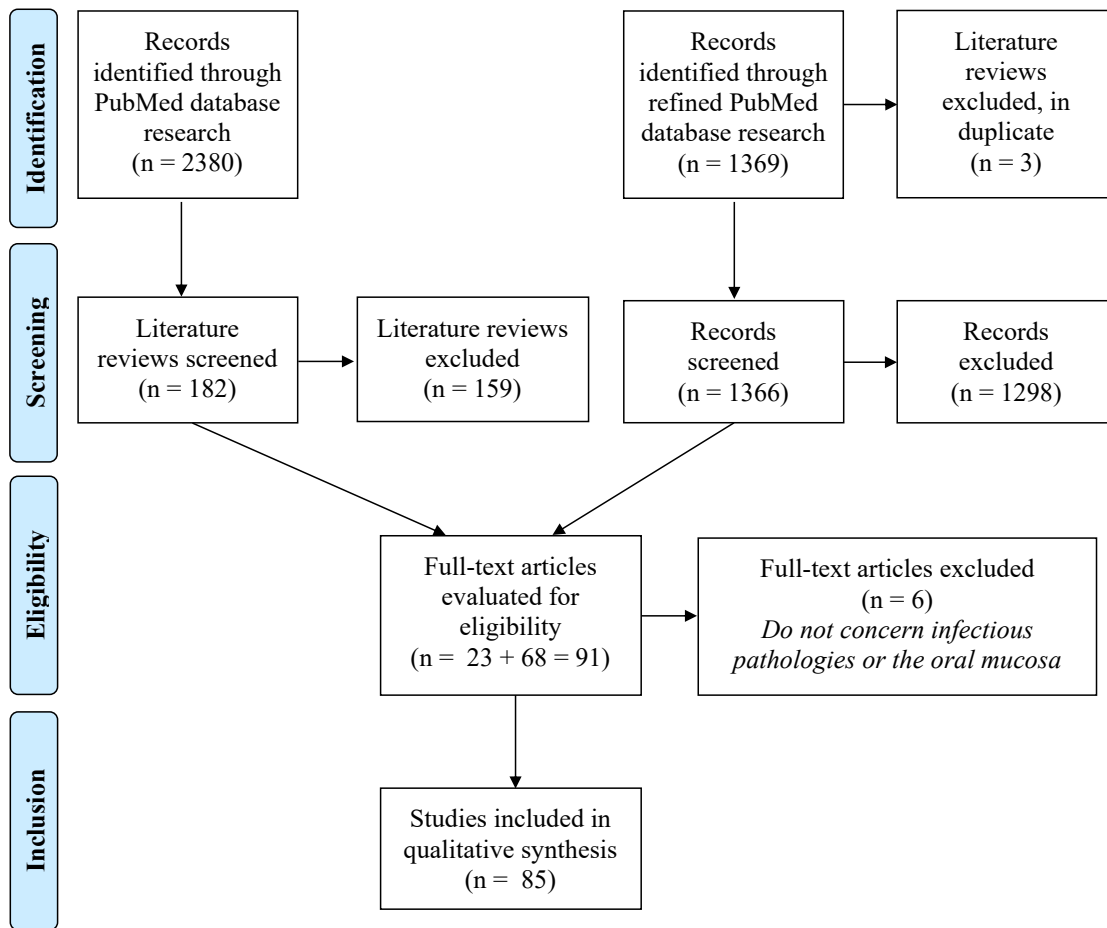 Identification
Records
identified through
PubMed database
research
(n = 2380)
Records
identified through
refined PubMed
database research
(n = 1369)
Literature
reviews
excluded, in
duplicate
(n = 3)
Screening
Literature
reviews screened
(n = 182)
Literature reviews
excluded
(n = 159)
Records
screened
(n = 1366)
Records
excluded
(n = 1298)
Eligibility
Full-text articles
evaluated for
eligibility
(n =  23 + 68 = 91)
Full-text articles excluded
(n = 6)
Do not concern infectious
pathologies or the oral mucosa
Inclusion
Studies included in
qualitative synthesis
(n =  85)